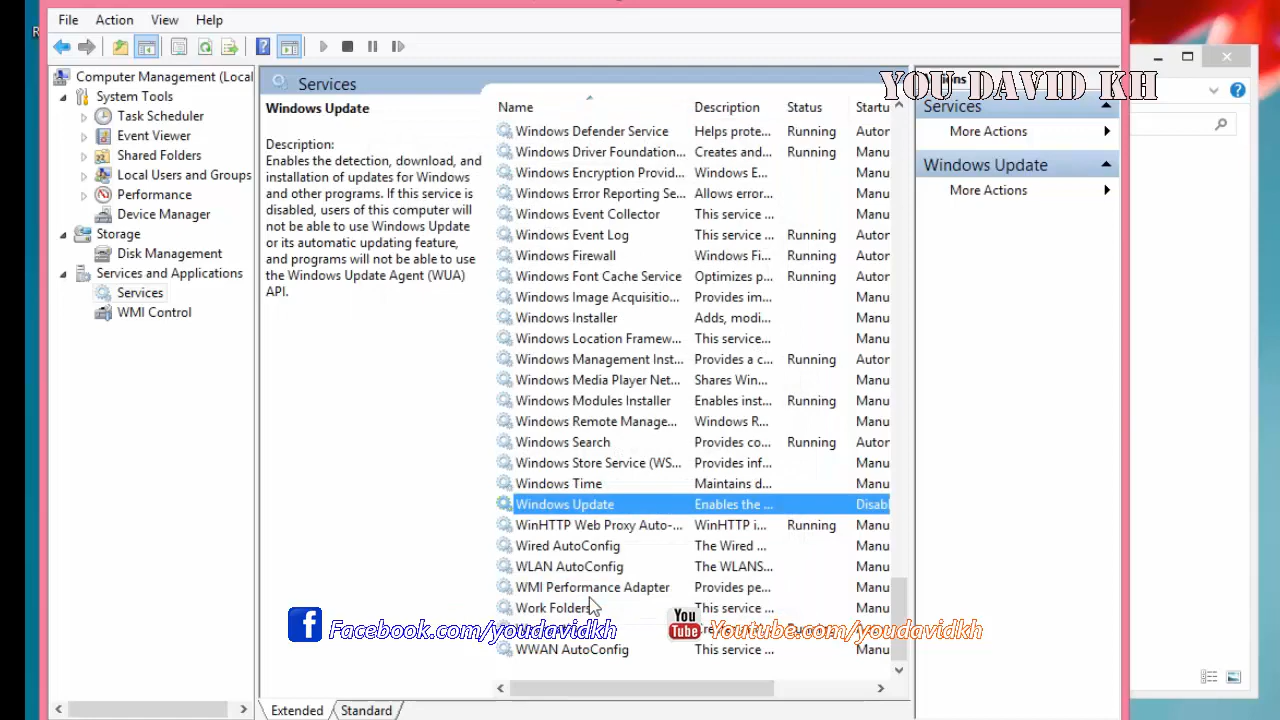 File Action View Help
YOU DAVID KH
Computer Management (Local
System Tools
Task Scheduler
Event Viewer
Shared Folders
Local Users and Groups
Performance
Device Manager
Storage
Disk Management
Services and Applications
Services
WMI Control
Services
Windows Update
Description:
Enables the detection, download, and
installation of updates for Windows
and other programs. If this service is
disabled, users of this computer will
not be able to use Windows Update
or its automatic updating feature,
and programs will not be able to use
the Windows Update Agent (WUA)
API.
Name Description Status Startu
Windows Defender Service Helps prote... Running Autor
Windows Driver Foundation... Creates and... Running Manu
Windows Encryption Provid... Windows E... Manu
Windows Error Reporting Se... Allows error... Manu
Windows Event Collector This service ... Manu
Windows Event Log This service ... Running Autor
Windows Firewall Windows Fi... Running Autor
Windows Font Cache Service Optimizes p... Running Autor
Windows Image Acquisitio... Provides im... Manu
Windows Installer Adds, modi... Manu
Windows Location Framew... This service... Manu
Windows Management Inst... Provides a c... Running Autor
Windows Media Player Net... Shares Win... Manu
Windows Modules Installer Enables inst... Running Manu
Windows Remote Manage... Windows R... Manu
Windows Search Provides co... Running Autor
Windows Store Service (WS... Provides inf... Manu
Windows Time Maintains d... Manu
Windows Update Enables the ... Disabl
WinHTTP Web Proxy Auto-... WinHTTP i... Running Manu
Wired AutoConfig The Wired ... Manu
WLAN AutoConfig The WLANS... Manu
WMI Performance Adapter Provides pe... Manu
Work Folders This service ... Manu
WWAN AutoConfig This service ... Manu
Services
More Actions
Windows Update
More Actions
Facebook.com/youdavidkh
You Tube Youtube.com/youdavidkh
Extended Standard